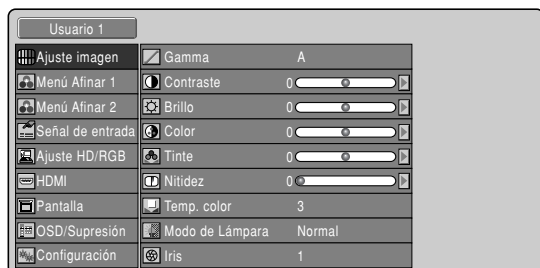 Usuario 1
Ajuste imagen
Menú Afinar 1
Menú Afinar 2
Señal de entrada
Ajuste HD/RGB
HDMI
Pantalla
OSD/Supresión
Configuración
Gamma A
Contraste 0
Brillo 0
Color 0
Tinte 0
Nitidez 0
Temp. color 3
Modo de Lámpara Normal
Iris 1